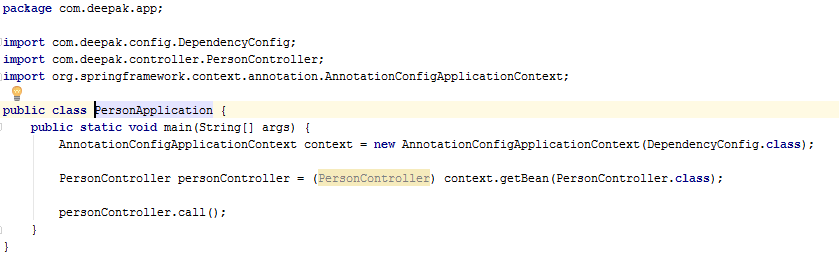 package com.deepak.app;
import com.deepak.config.DependencyConfig;
import com.deepak.controller.PersonController;
import org.springframework.context.annotation.AnnotationConfigApplicationContext;
public class PersonApplication {
    public static void main(String[] args) {
        AnnotationConfigApplicationContext context = new AnnotationConfigApplicationContext(DependencyConfig.class);
        PersonController personController = (PersonController) context.getBean(PersonController.class);
        personController.call();
    }
}